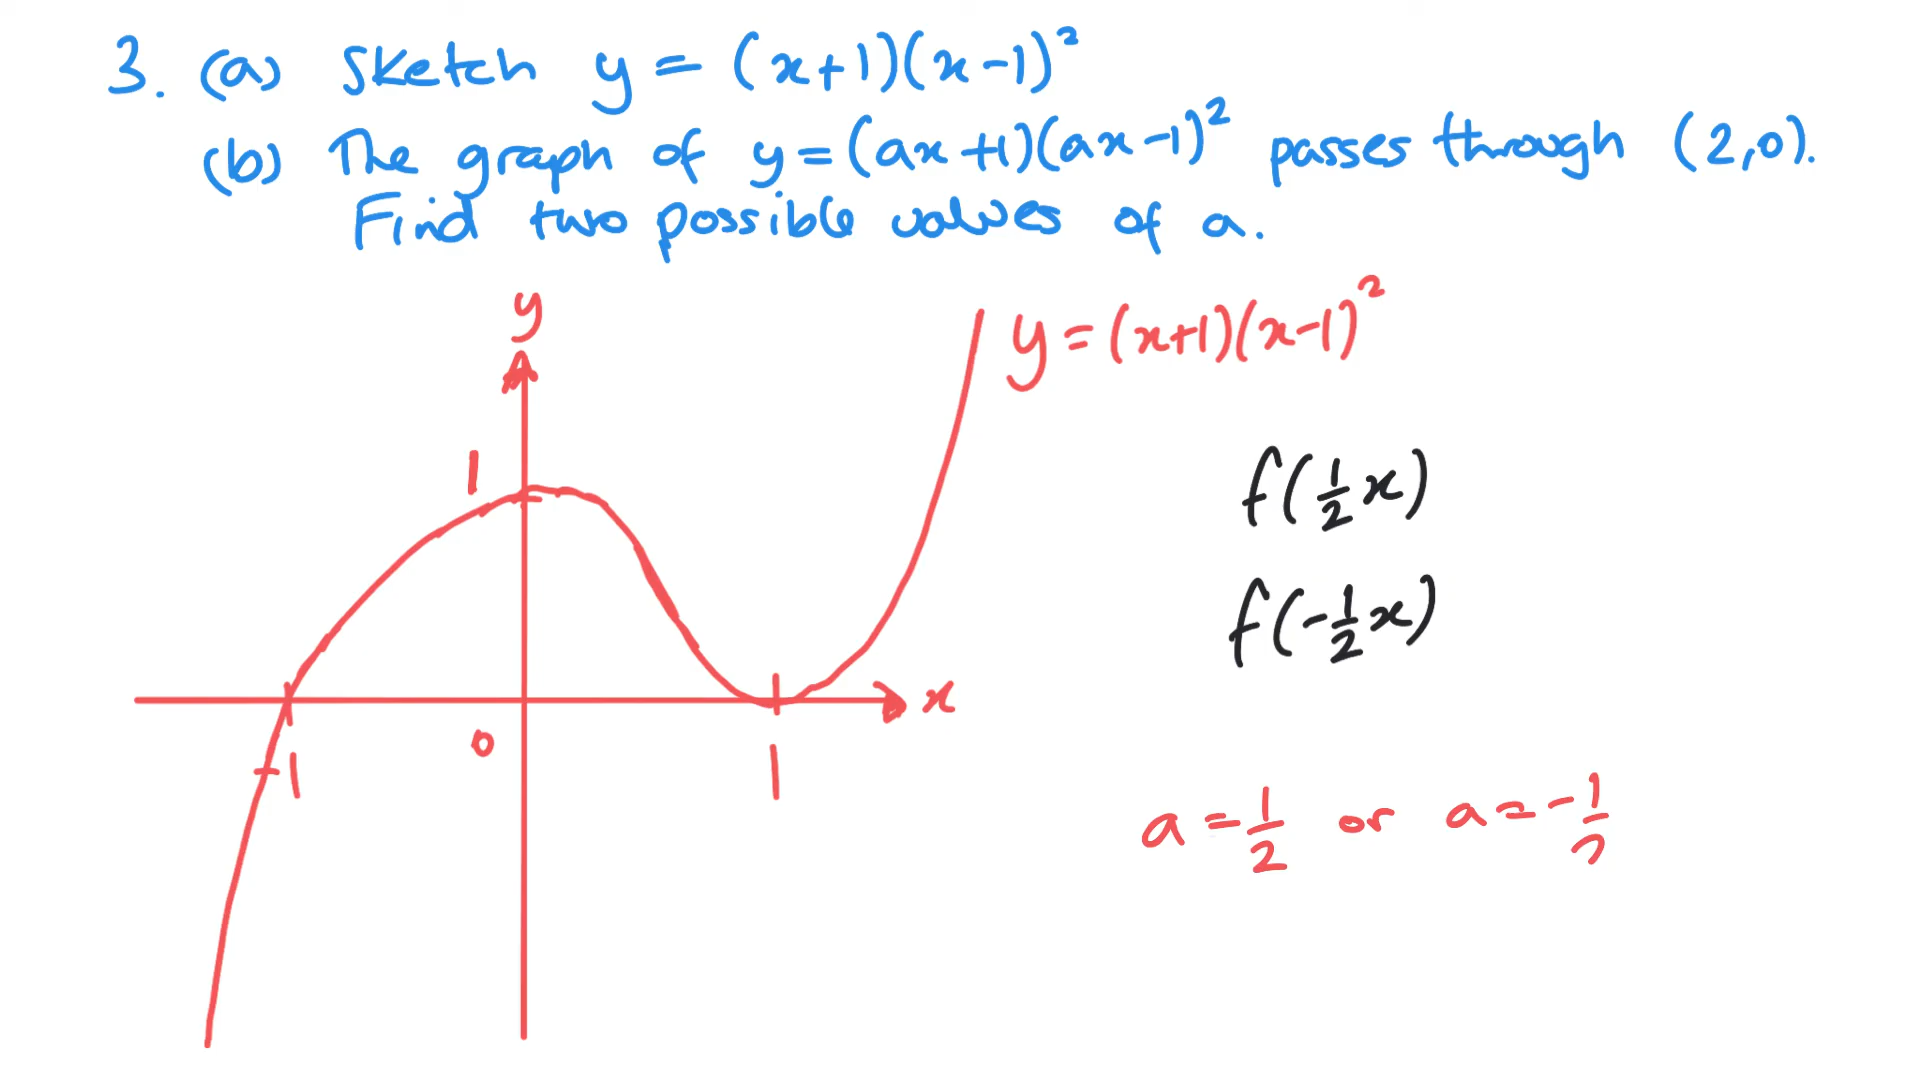 3. (a) Sketch y = (x+1)(x-1)²
(b) The graph of y=(ax+1)(ax-1)² passes through (2,0).
Find two possible values of a.
y
y = (x+1)(x-1)²
1
f(½x)
f(-½x)
x
0
-1
1
a = ½ or a = -½